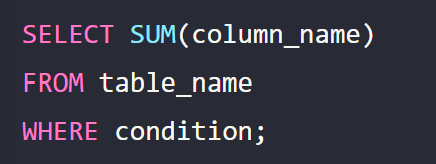 SELECT SUM(column_name)
FROM table_name
WHERE condition;